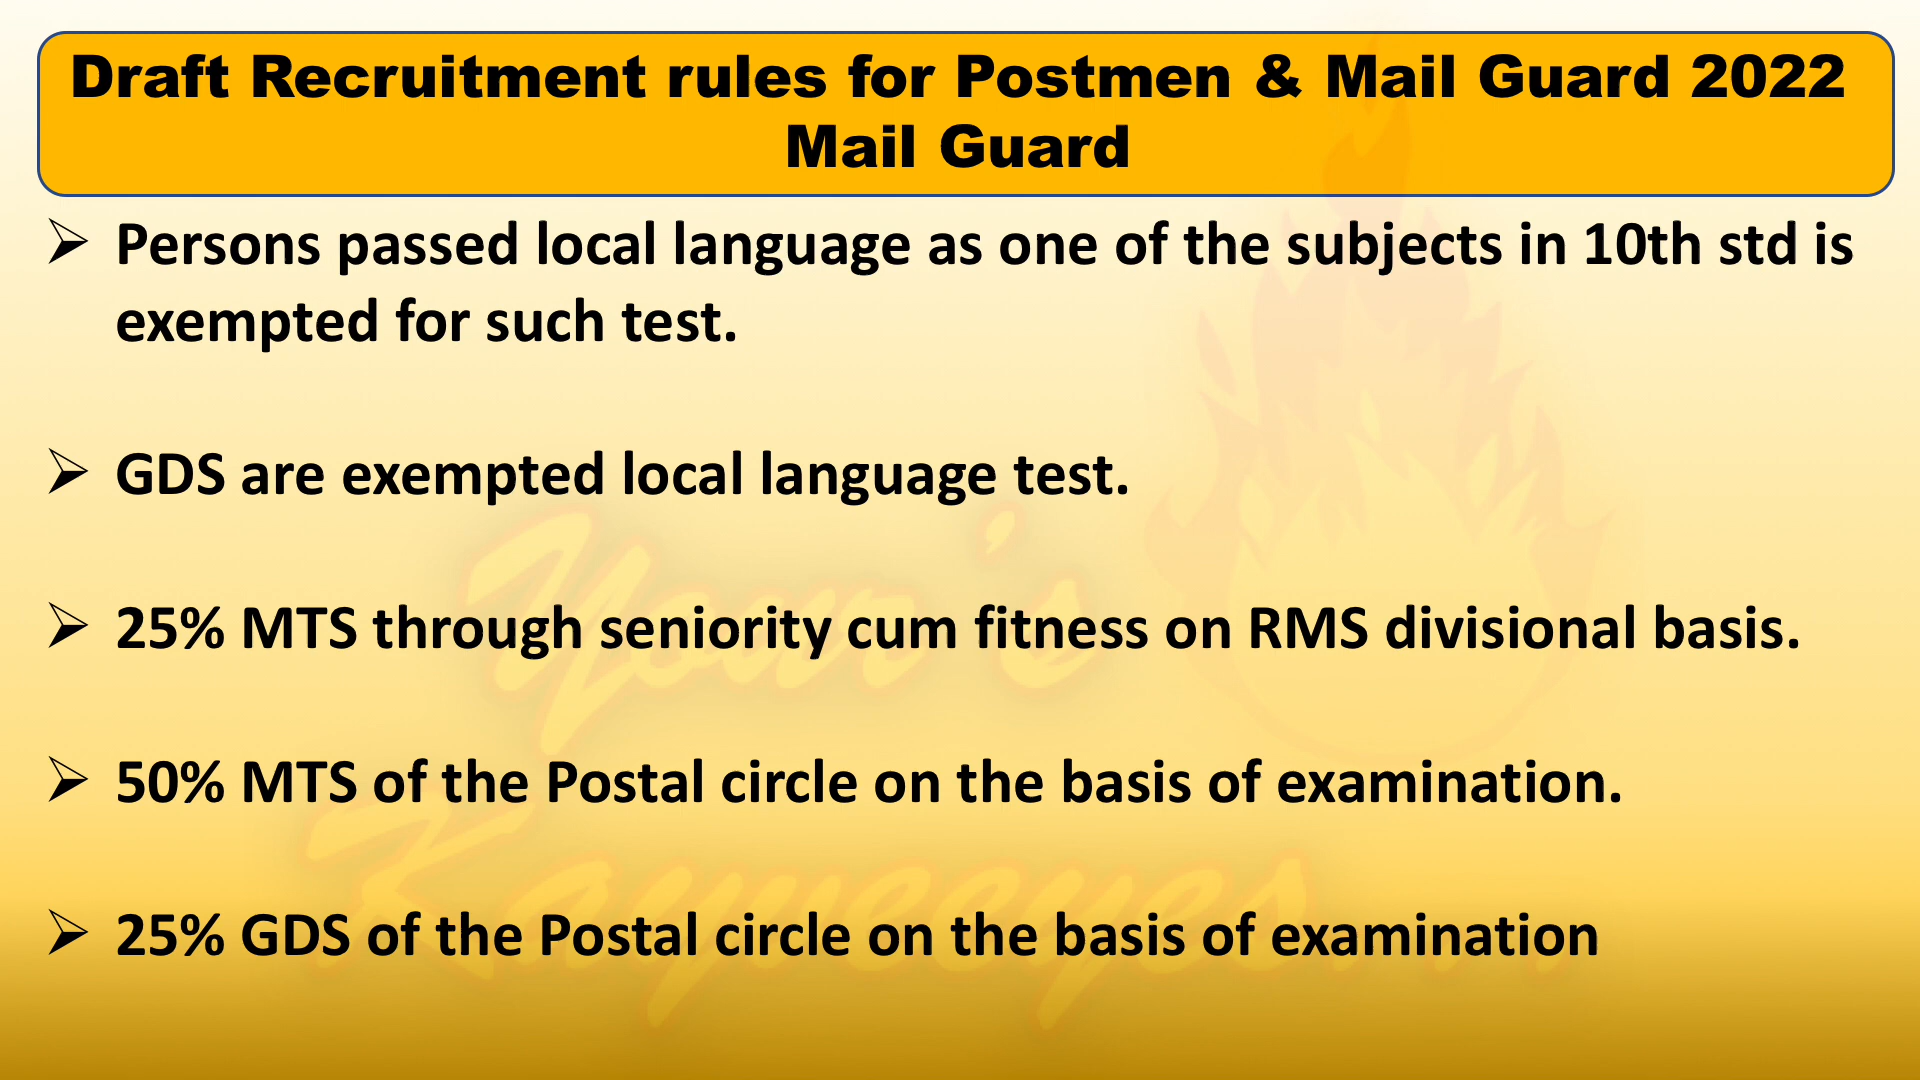 Draft Recruitment rules for Postmen & Mail Guard 2022
Mail Guard
➢ Persons passed local language as one of the subjects in 10th std is
exempted for such test.
➢ GDS are exempted local language test.
➢ 25% MTS through seniority cum fitness on RMS divisional basis.
➢ 50% MTS of the Postal circle on the basis of examination.
➢ 25% GDS of the Postal circle on the basis of examination
Your's
Kayveeyes...